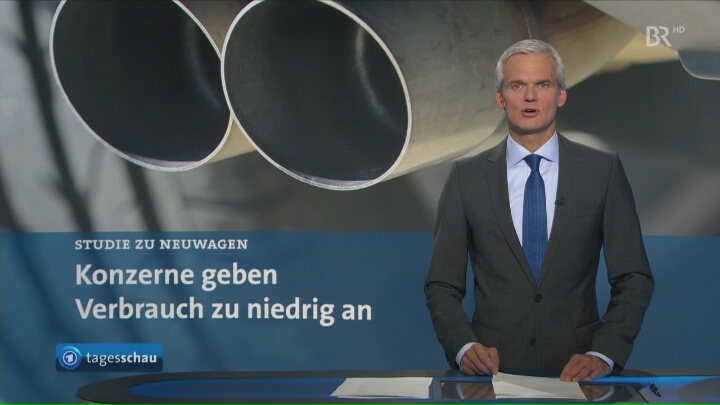 BR HD
STUDIE ZU NEUWAGEN
Konzerne geben
Verbrauch zu niedrig an
tagesschau